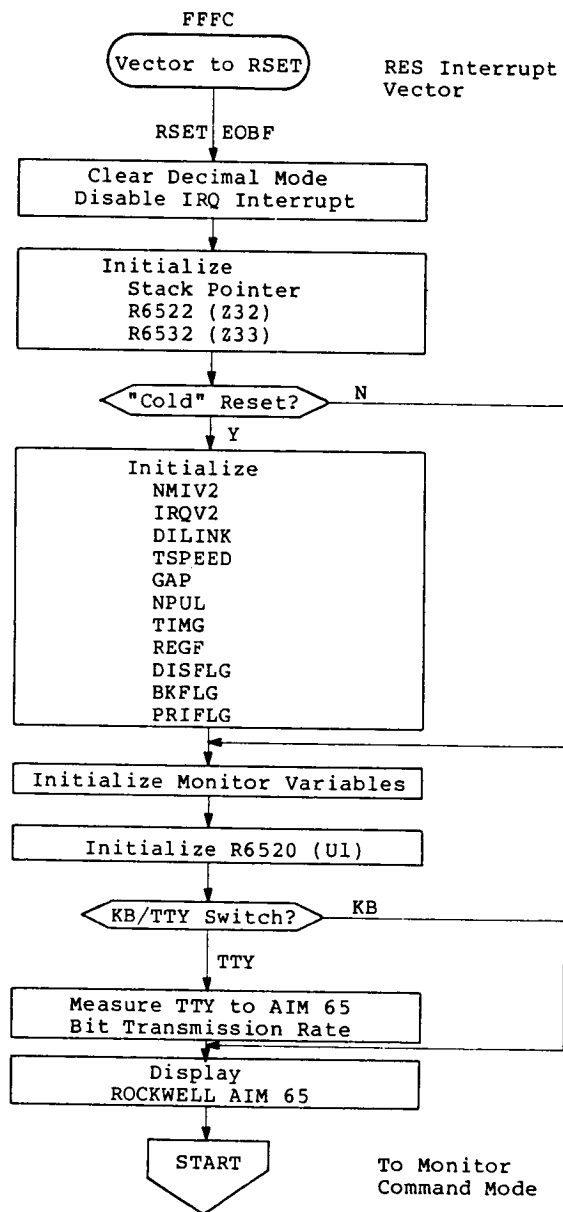 FFFC
Vector to RSET
RES Interrupt
Vector
RSET EOBF
Clear Decimal Mode
Disable IRQ Interrupt
Initialize
Stack Pointer
R6522 (Z32)
R6532 (Z33)
"Cold" Reset?
N
Y
Initialize
NMIV2
IRQV2
DILINK
TSPEED
GAP
NPUL
TIMG
REGF
DISFLG
BKFLG
PRIFLG
Initialize Monitor Variables
Initialize R6520 (U1)
KB/TTY Switch?
KB
TTY
Measure TTY to AIM 65
Bit Transmission Rate
Display
ROCKWELL AIM 65
START
To Monitor
Command Mode